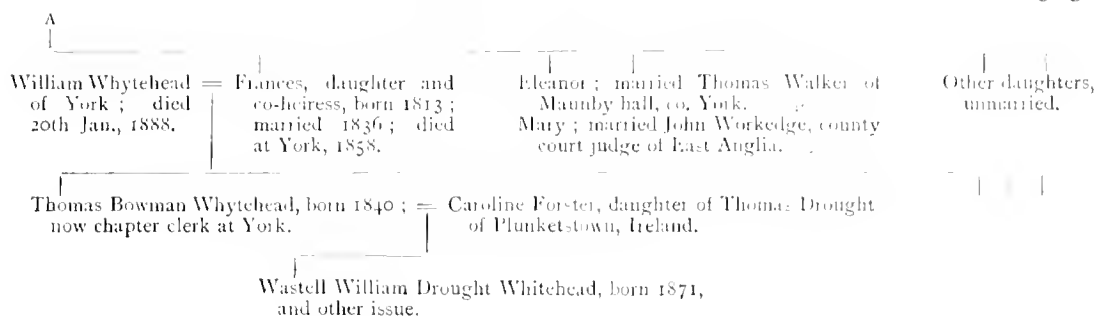 A
William Whytehead
of York ; died
20th Jan., 1888.
=
Frances, daughter and
co-heiress, born 1813 ;
married 1836 ; died
at York, 1858.
Eleanor ; married Thomas Walker of
Maunby hall, co. York.
Mary ; married John Workedge, county
court judge of East Anglia.
Other daughters,
unmarried.
Thomas Bowman Whytehead, born 1840 ;
now chapter clerk at York.
=
Caroline Forster, daughter of Thomas Drought
of Plunketstown, Ireland.
Wastell William Drought Whitehead, born 1871,
and other issue.